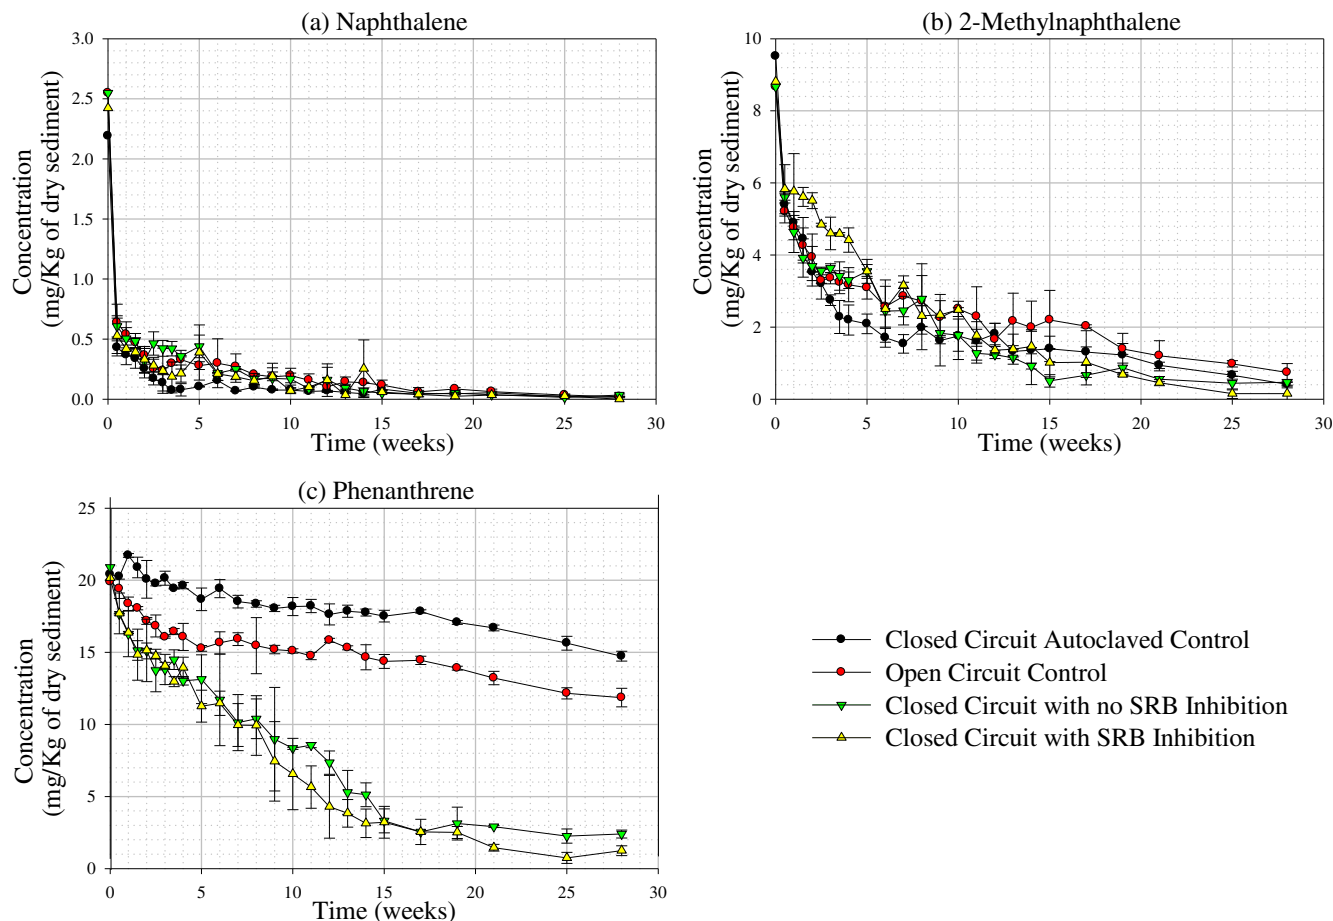 (a) Naphthalene
3.0
2.5
2.0
1.5
1.0
0.5
0.0
Concentration
(mg/Kg of dry sediment)
0 5 10 15 20 25 30
Time (weeks)
(b) 2-Methylnaphthalene
10
8
6
4
2
0
Concentration
(mg/Kg of dry sediment)
0 5 10 15 20 25 30
Time (weeks)
(c) Phenanthrene
25
20
15
10
5
0
Concentration
(mg/Kg of dry sediment)
0 5 10 15 20 25 30
Time (weeks)
Closed Circuit Autoclaved Control
Open Circuit Control
Closed Circuit with no SRB Inhibition
Closed Circuit with SRB Inhibition